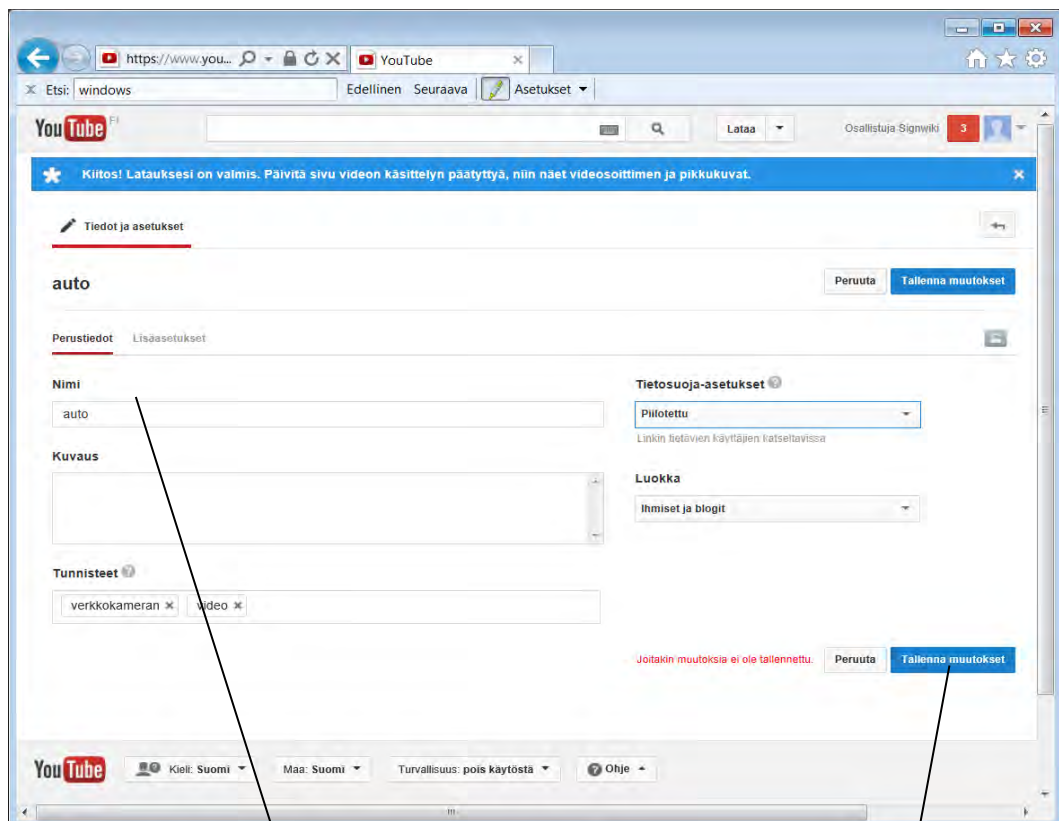 https://www.you... YouTube
Etsi: windows Edellinen Seuraava Asetukset
YouTube FI Lataa Osallistuja Signwiki 3
Kiitos! Latauksesi on valmis. Päivitä sivu videon käsittelyn päätyttyä, niin näet videosoittimen ja pikkukuvat.
Tiedot ja asetukset
auto Peruuta Tallenna muutokset
Perustiedot Lisäasetukset
Nimi Tietosuoja-asetukset
auto Piilotettu
Linkin tietävien käyttäjien katseltavissa
Kuvaus
Luokka
Ihmiset ja blogit
Tunnisteet
verkkokameran video
Joitakin muutoksia ei ole tallennettu. Peruuta Tallenna muutokset
YouTube Kieli: Suomi Maa: Suomi Turvallisuus: pois käytöstä Ohje